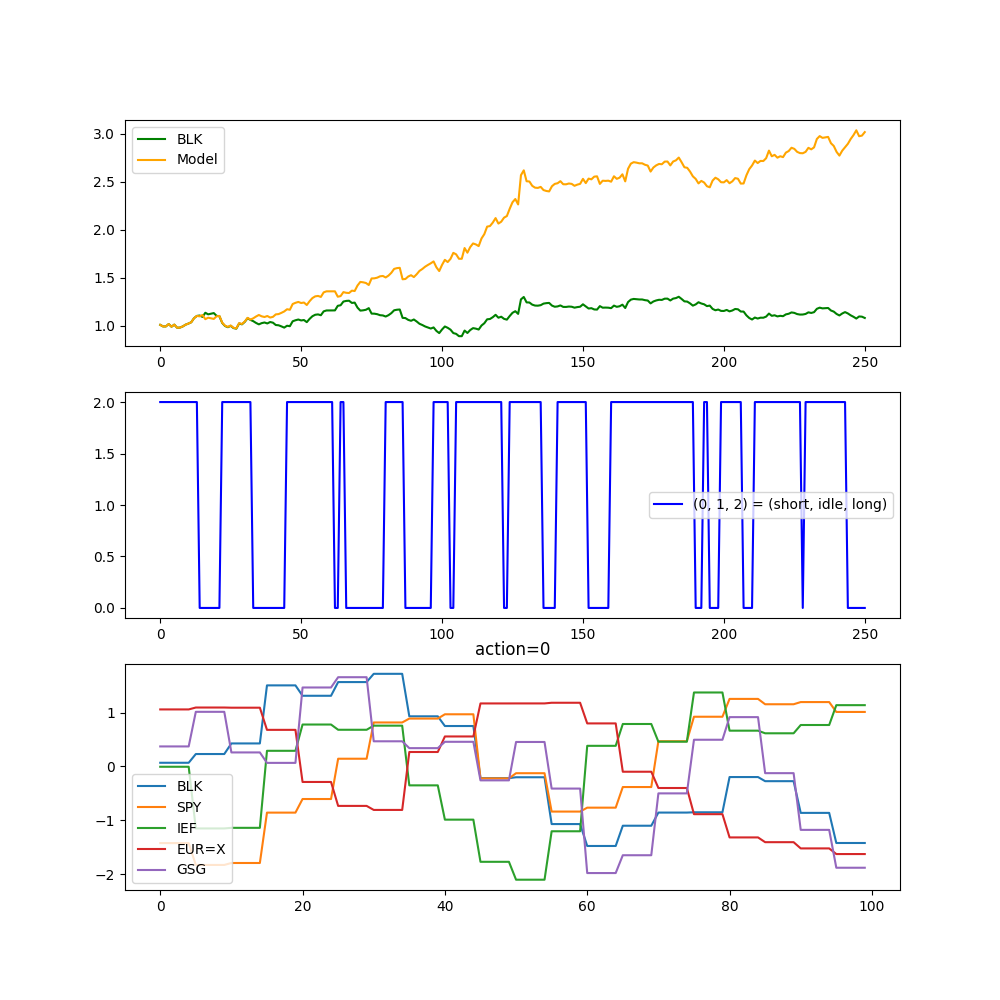 BLK
Model
3.0
2.5
2.0
1.5
1.0
0 50 100 150 200 250
2.0
1.5
1.0
0.5
0.0
(0, 1, 2) = (short, idle, long)
0 50 100 150 200 250
action=0
1
0
−1
−2
BLK
SPY
IEF
EUR=X
GSG
0 20 40 60 80 100